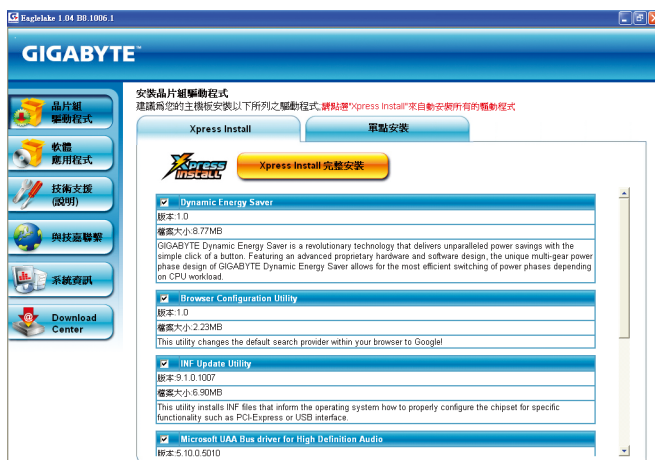 Eaglelake 1.04 B8.1006.1
GIGABYTE™
晶片組
驅動程式
軟體
應用程式
技術支援
(說明)
與技嘉聯繫
系統資訊
Download
Center
安裝晶片組驅動程式
建議為您的主機板安裝以下所列之驅動程式;請點選"Xpress Install"來自動安裝所有的驅動程式
Xpress Install
單點安裝
Xpress Install
Xpress Install 完整安裝
Dynamic Energy Saver
版本:1.0
檔案大小:8.77MB
GIGABYTE Dynamic Energy Saver is a revolutionary technology that delivers unparalleled power savings with the
simple click of a button. Featuring an advanced proprietary hardware and software design, the unique multi-gear power
phase design of GIGABYTE Dynamic Energy Saver allows for the most efficient switching of power phases depending
on CPU workload.
Browser Configuration Utility
版本:1.0
檔案大小:2.23MB
This utility changes the default search provider within your browser to Google!
INF Update Utility
版本:9.1.0.1007
檔案大小:6.90MB
This utility installs INF files that inform the operating system how to properly configure the chipset for specific
functionality such as PCI-Express or USB interface.
Microsoft UAA Bus driver for High Definition Audio
版本:5.10.0.5010